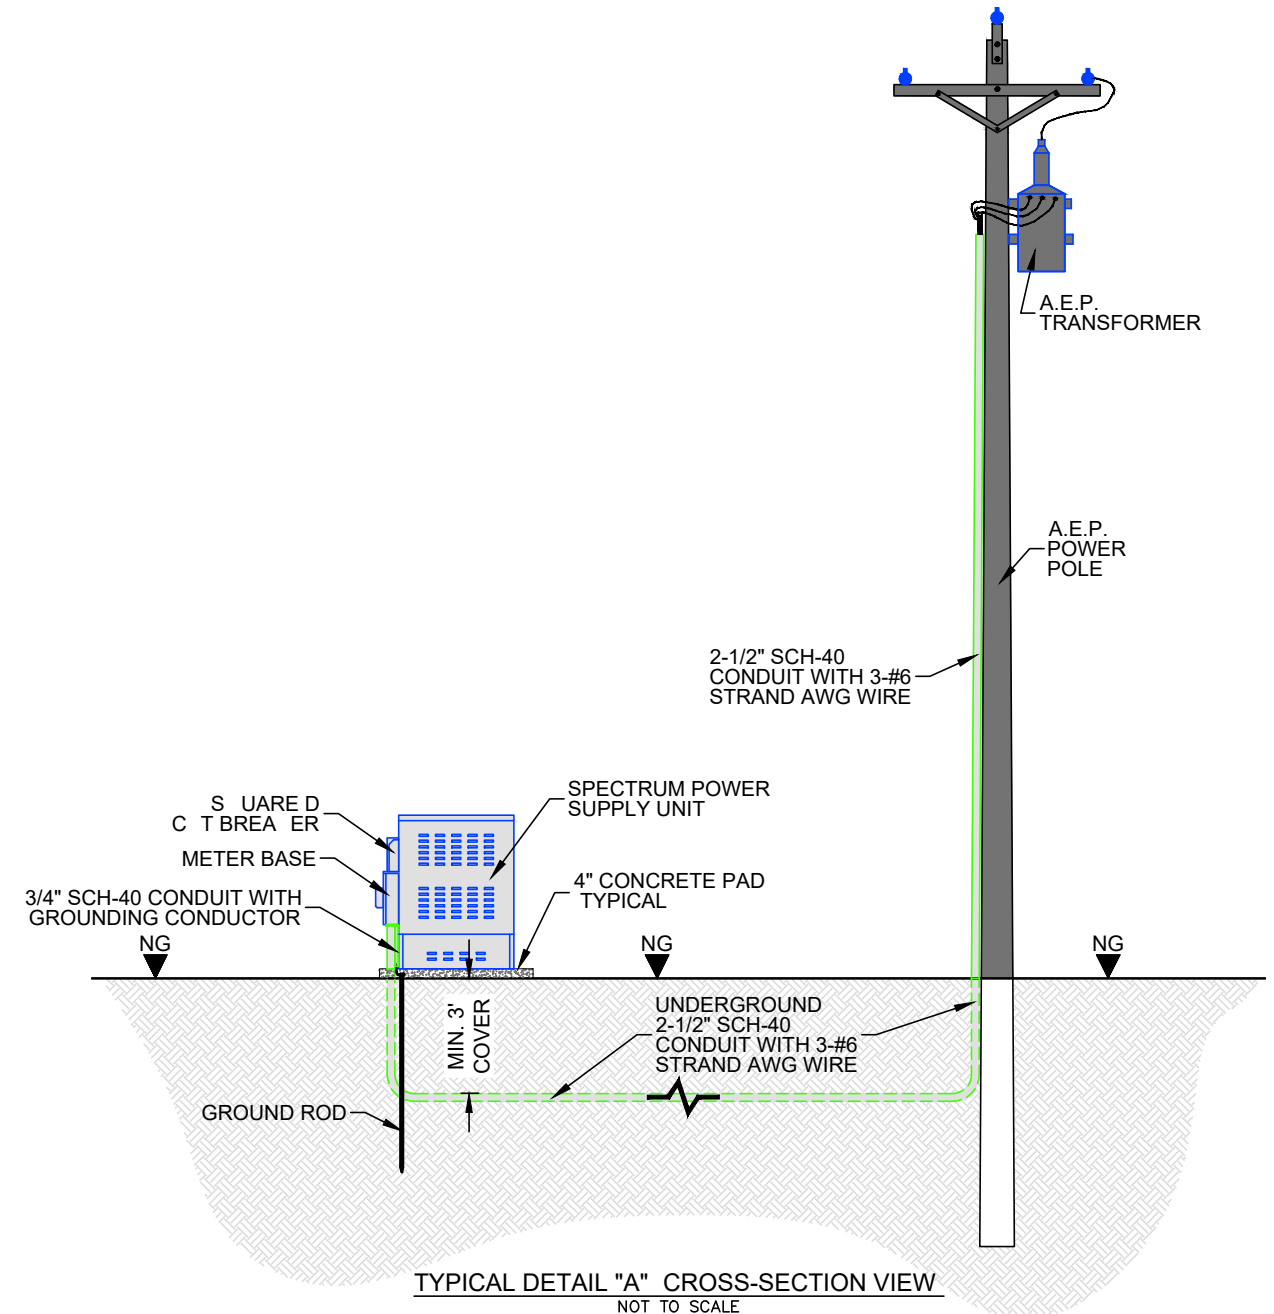 A.E.P.
TRANSFORMER
A.E.P.
POWER
POLE
2-1/2" SCH-40
CONDUIT WITH 3-#6
STRAND AWG WIRE
SPECTRUM POWER
SUPPLY UNIT
S UARE D
C T BREA ER
METER BASE
4" CONCRETE PAD
TYPICAL
3/4" SCH-40 CONDUIT WITH
GROUNDING CONDUCTOR
NG
NG
NG
MIN. 3'
COVER
UNDERGROUND
2-1/2" SCH-40
CONDUIT WITH 3-#6
STRAND AWG WIRE
GROUND ROD
TYPICAL DETAIL "A" CROSS-SECTION VIEW
NOT TO SCALE